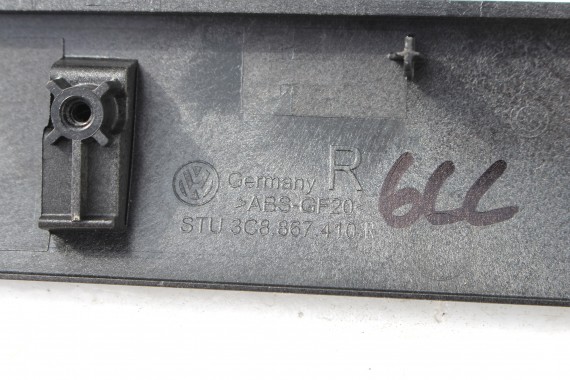 Germany R
>ABS-GF20<
STU 3C8.867.410 R
6LL